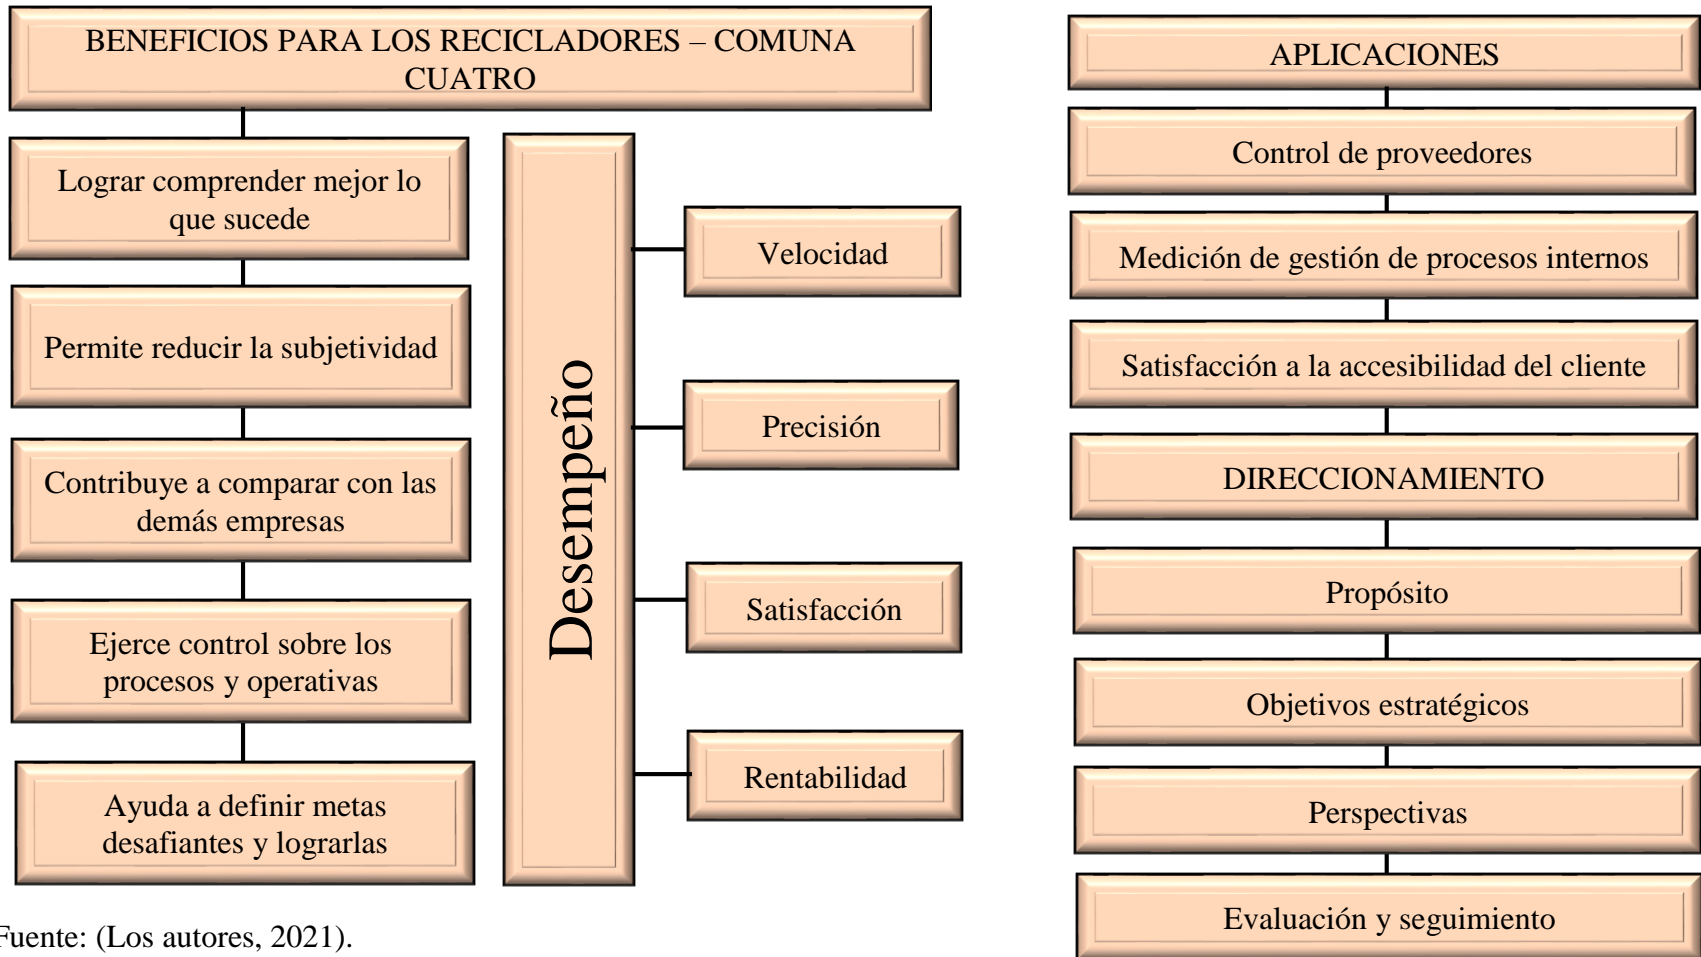 BENEFICIOS PARA LOS RECICLADORES – COMUNA
CUATRO
Lograr comprender mejor lo
que sucede
Permite reducir la subjetividad
Contribuye a comparar con las
demás empresas
Ejerce control sobre los
procesos y operativas
Ayuda a definir metas
desafiantes y lograrlas
Desempeño
Velocidad
Precisión
Satisfacción
Rentabilidad
APLICACIONES
Control de proveedores
Medición de gestión de procesos internos
Satisfacción a la accesibilidad del cliente
DIRECCIONAMIENTO
Propósito
Objetivos estratégicos
Perspectivas
Evaluación y seguimiento
Fuente: (Los autores, 2021).